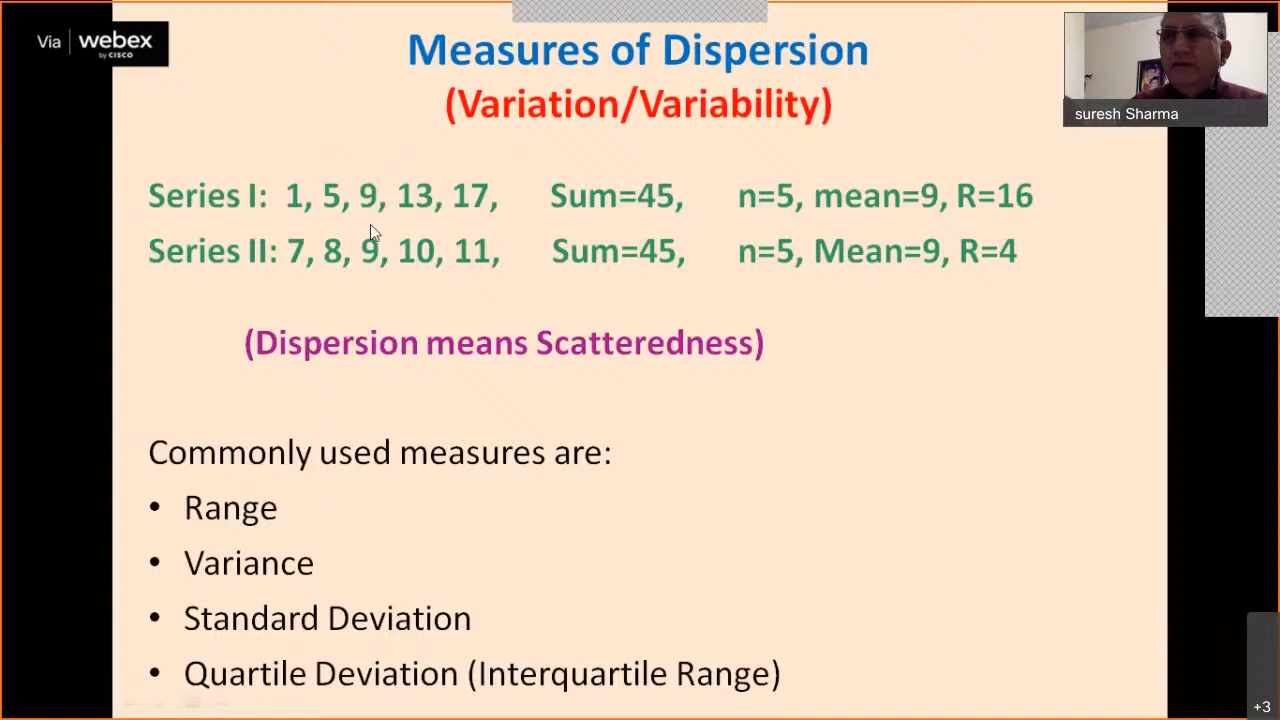 Via webex
by CISCO
Measures of Dispersion
(Variation/Variability)
suresh Sharma
Series I: 1, 5, 9, 13, 17, Sum=45, n=5, mean=9, R=16
Series II: 7, 8, 9, 10, 11, Sum=45, n=5, Mean=9, R=4
(Dispersion means Scatteredness)
Commonly used measures are:
• Range
• Variance
• Standard Deviation
• Quartile Deviation (Interquartile Range)
+3